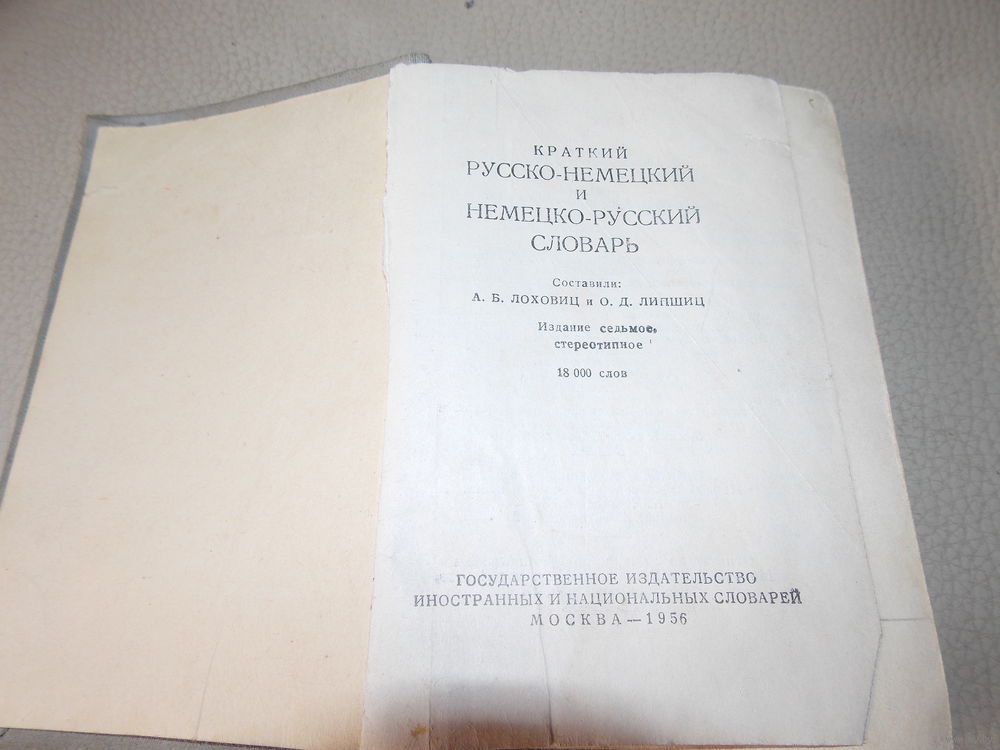 КРАТКИЙ
РУССКО-НЕМЕЦКИЙ
И
НЕМЕЦКО-РУССКИЙ
СЛОВАРЬ
Составили:
А. Б. ЛОХОВИЦ и О. Д. ЛИПШИЦ
Издание седьмое,
стереотипное
18 000 слов
ГОСУДАРСТВЕННОЕ ИЗДАТЕЛЬСТВО
ИНОСТРАННЫХ И НАЦИОНАЛЬНЫХ СЛОВАРЕЙ
МОСКВА — 1956